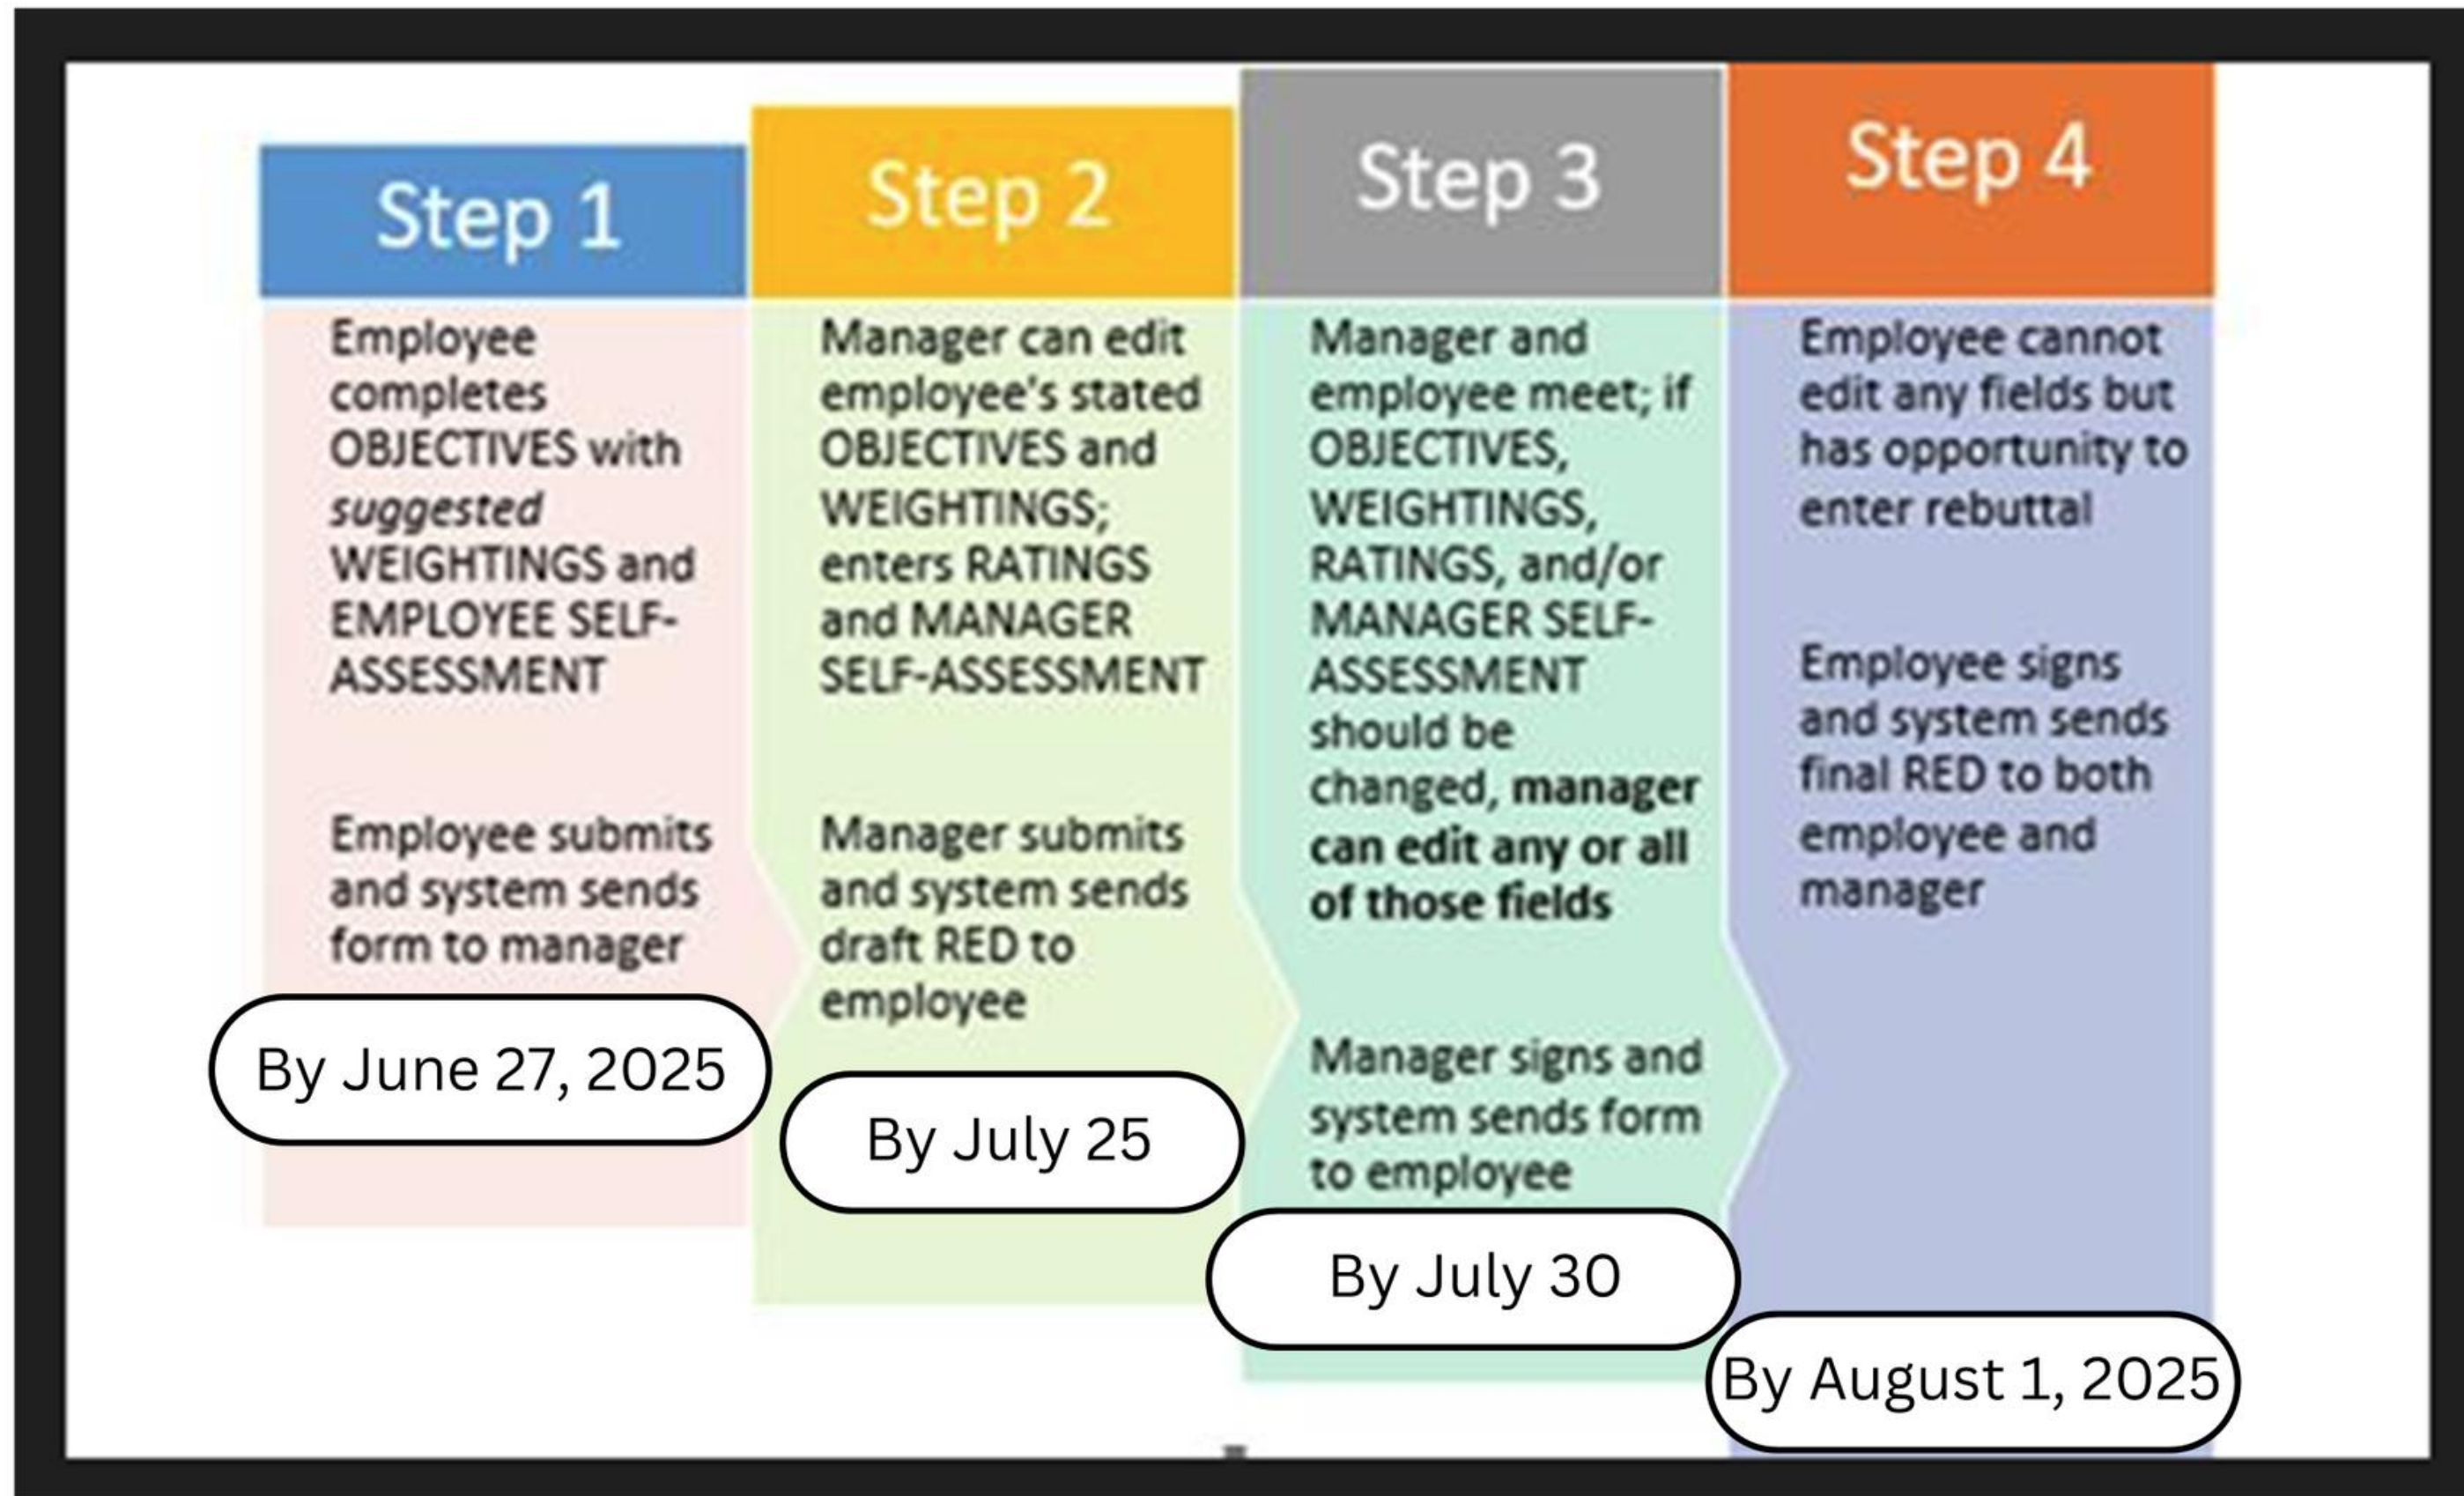 Step 1
Employee
completes
OBJECTIVES with
suggested
WEIGHTINGS and
EMPLOYEE SELF-
ASSESSMENT
Employee submits
and system sends
form to manager
By June 27, 2025
Step 2
Manager can edit
employee's stated
OBJECTIVES and
WEIGHTINGS;
enters RATINGS
and MANAGER
SELF-ASSESSMENT
Manager submits
and system sends
draft RED to
employee
By July 25
Step 3
Manager and
employee meet; if
OBJECTIVES,
WEIGHTINGS,
RATINGS, and/or
MANAGER SELF-
ASSESSMENT
should be
changed, manager
can edit any or all
of those fields
Manager signs and
system sends form
to employee
By July 30
Step 4
Employee cannot
edit any fields but
has opportunity to
enter rebuttal
Employee signs
and system sends
final RED to both
employee and
manager
By August 1, 2025